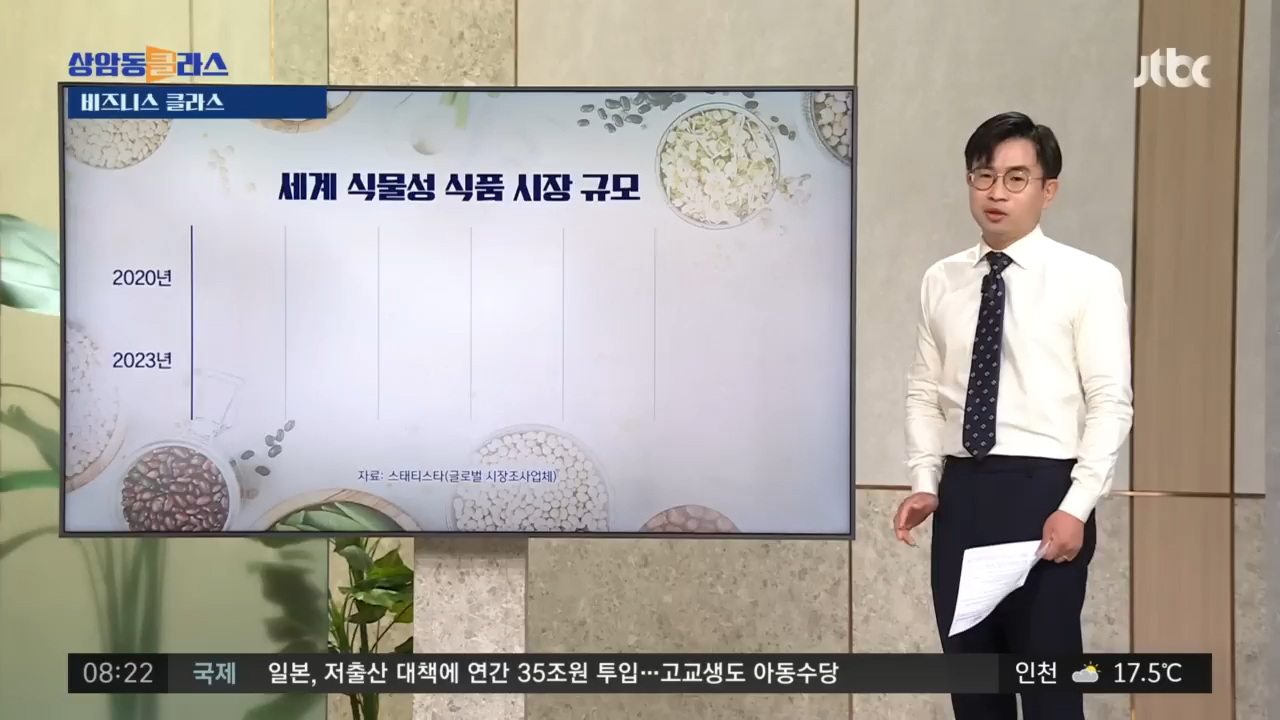 상암동클라스
비즈니스 클라스
jtbc
세계 식물성 식품 시장 규모
2020년
2023년
자료: 스태티스타(글로벌 시장조사업체)
08:22 국제 일본, 저출산 대책에 연간 35조원 투입…고교생도 아동수당 인천 17.5℃